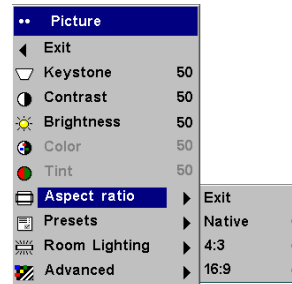 Picture
Exit
Keystone 50
Contrast 50
Brightness 50
Color 50
Tint 50
Aspect ratio
Presets
Room Lighting
Advanced
Exit
Native
4:3
16:9